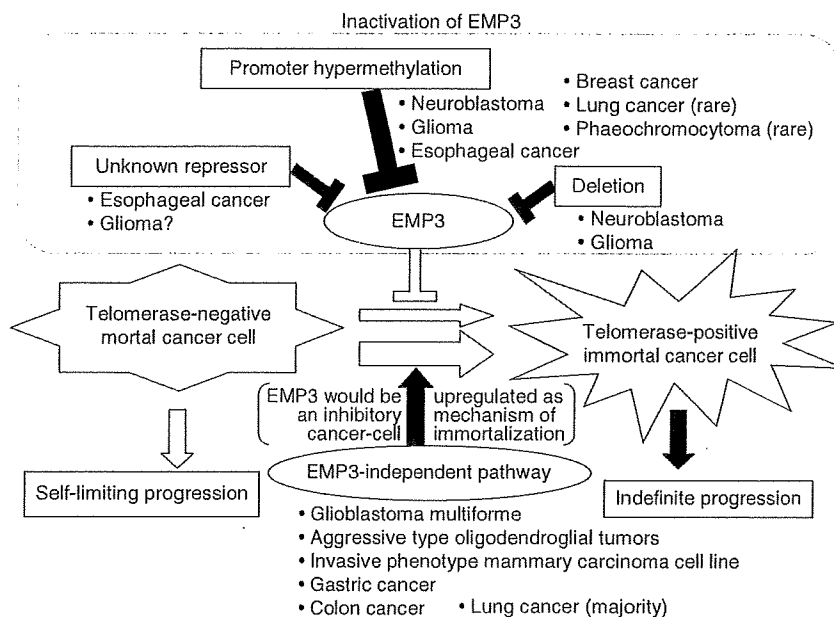 Inactivation of EMP3
Promoter hypermethylation
• Neuroblastoma
• Glioma
• Esophageal cancer
• Breast cancer
• Lung cancer (rare)
• Phaeochromocytoma (rare)
Unknown repressor
• Esophageal cancer
• Glioma?
Deletion
• Neuroblastoma
• Glioma
EMP3
Telomerase-negative
mortal cancer cell
Telomerase-positive
immortal cancer cell
EMP3 would be upregulated as
an inhibitory mechanism of
cancer-cell immortalization
Self-limiting progression
EMP3-independent pathway
Indefinite progression
• Glioblastoma multiforme
• Aggressive type oligodendroglial tumors
• Invasive phenotype mammary carcinoma cell line
• Gastric cancer
• Colon cancer • Lung cancer (majority)